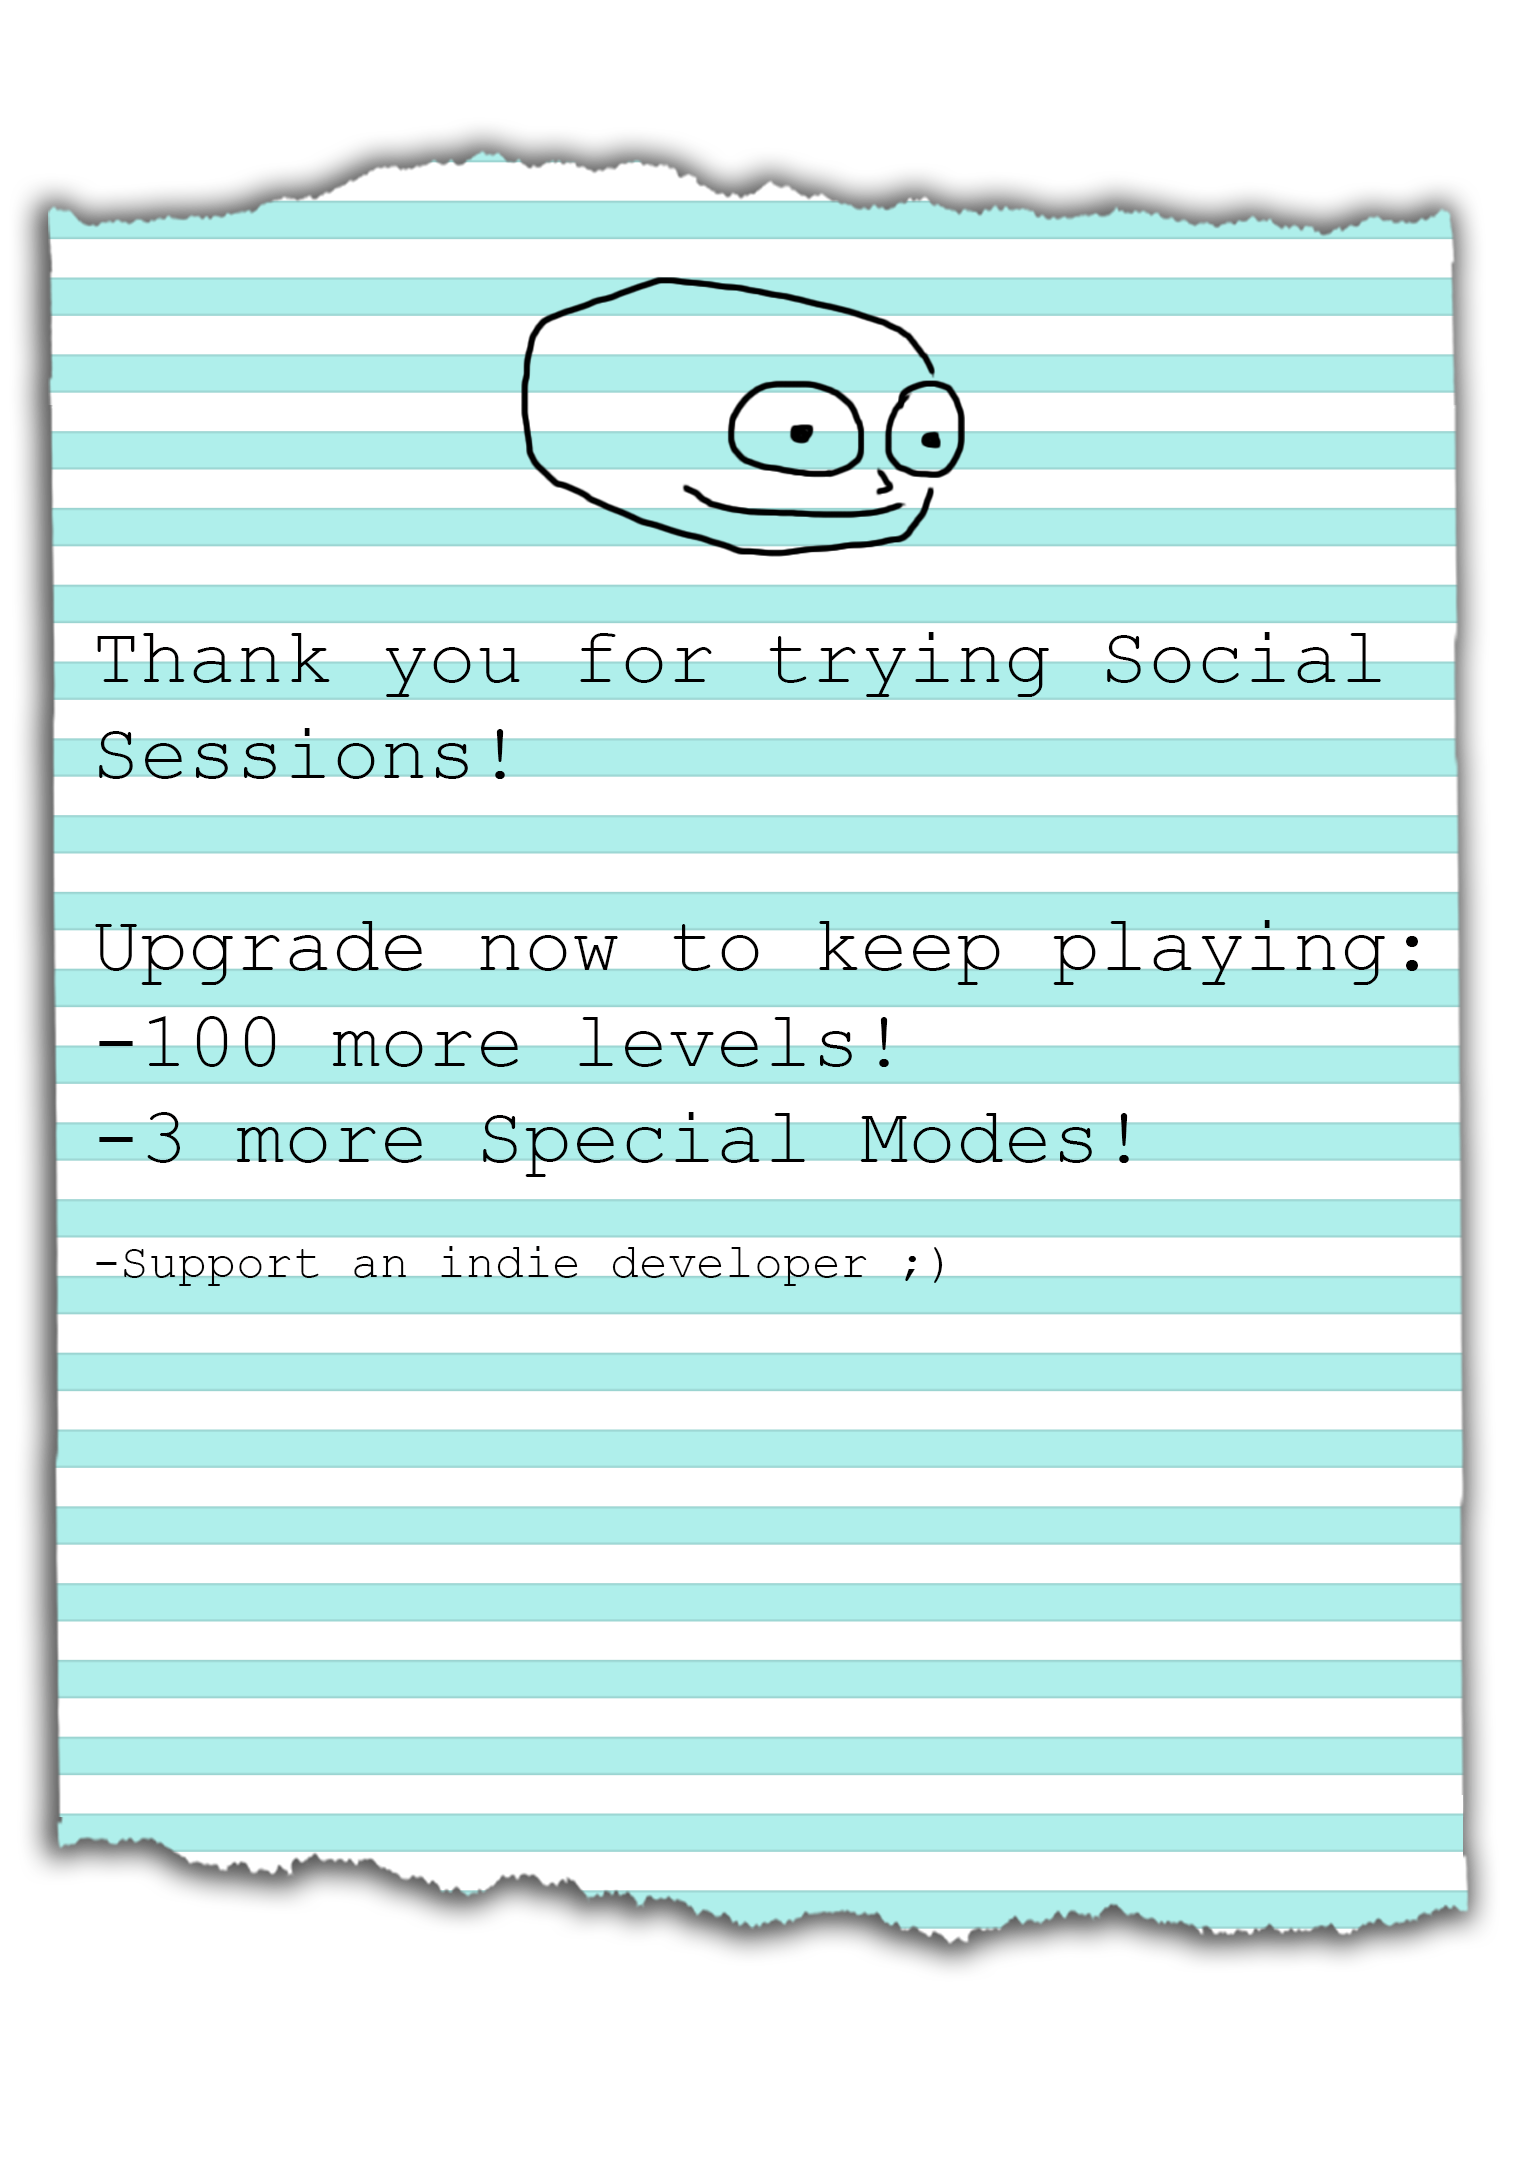 Thank you for trying Social
Sessions!
Upgrade now to keep playing:
-100 more levels!
-3 more Special Modes!
-Support an indie developer ;)